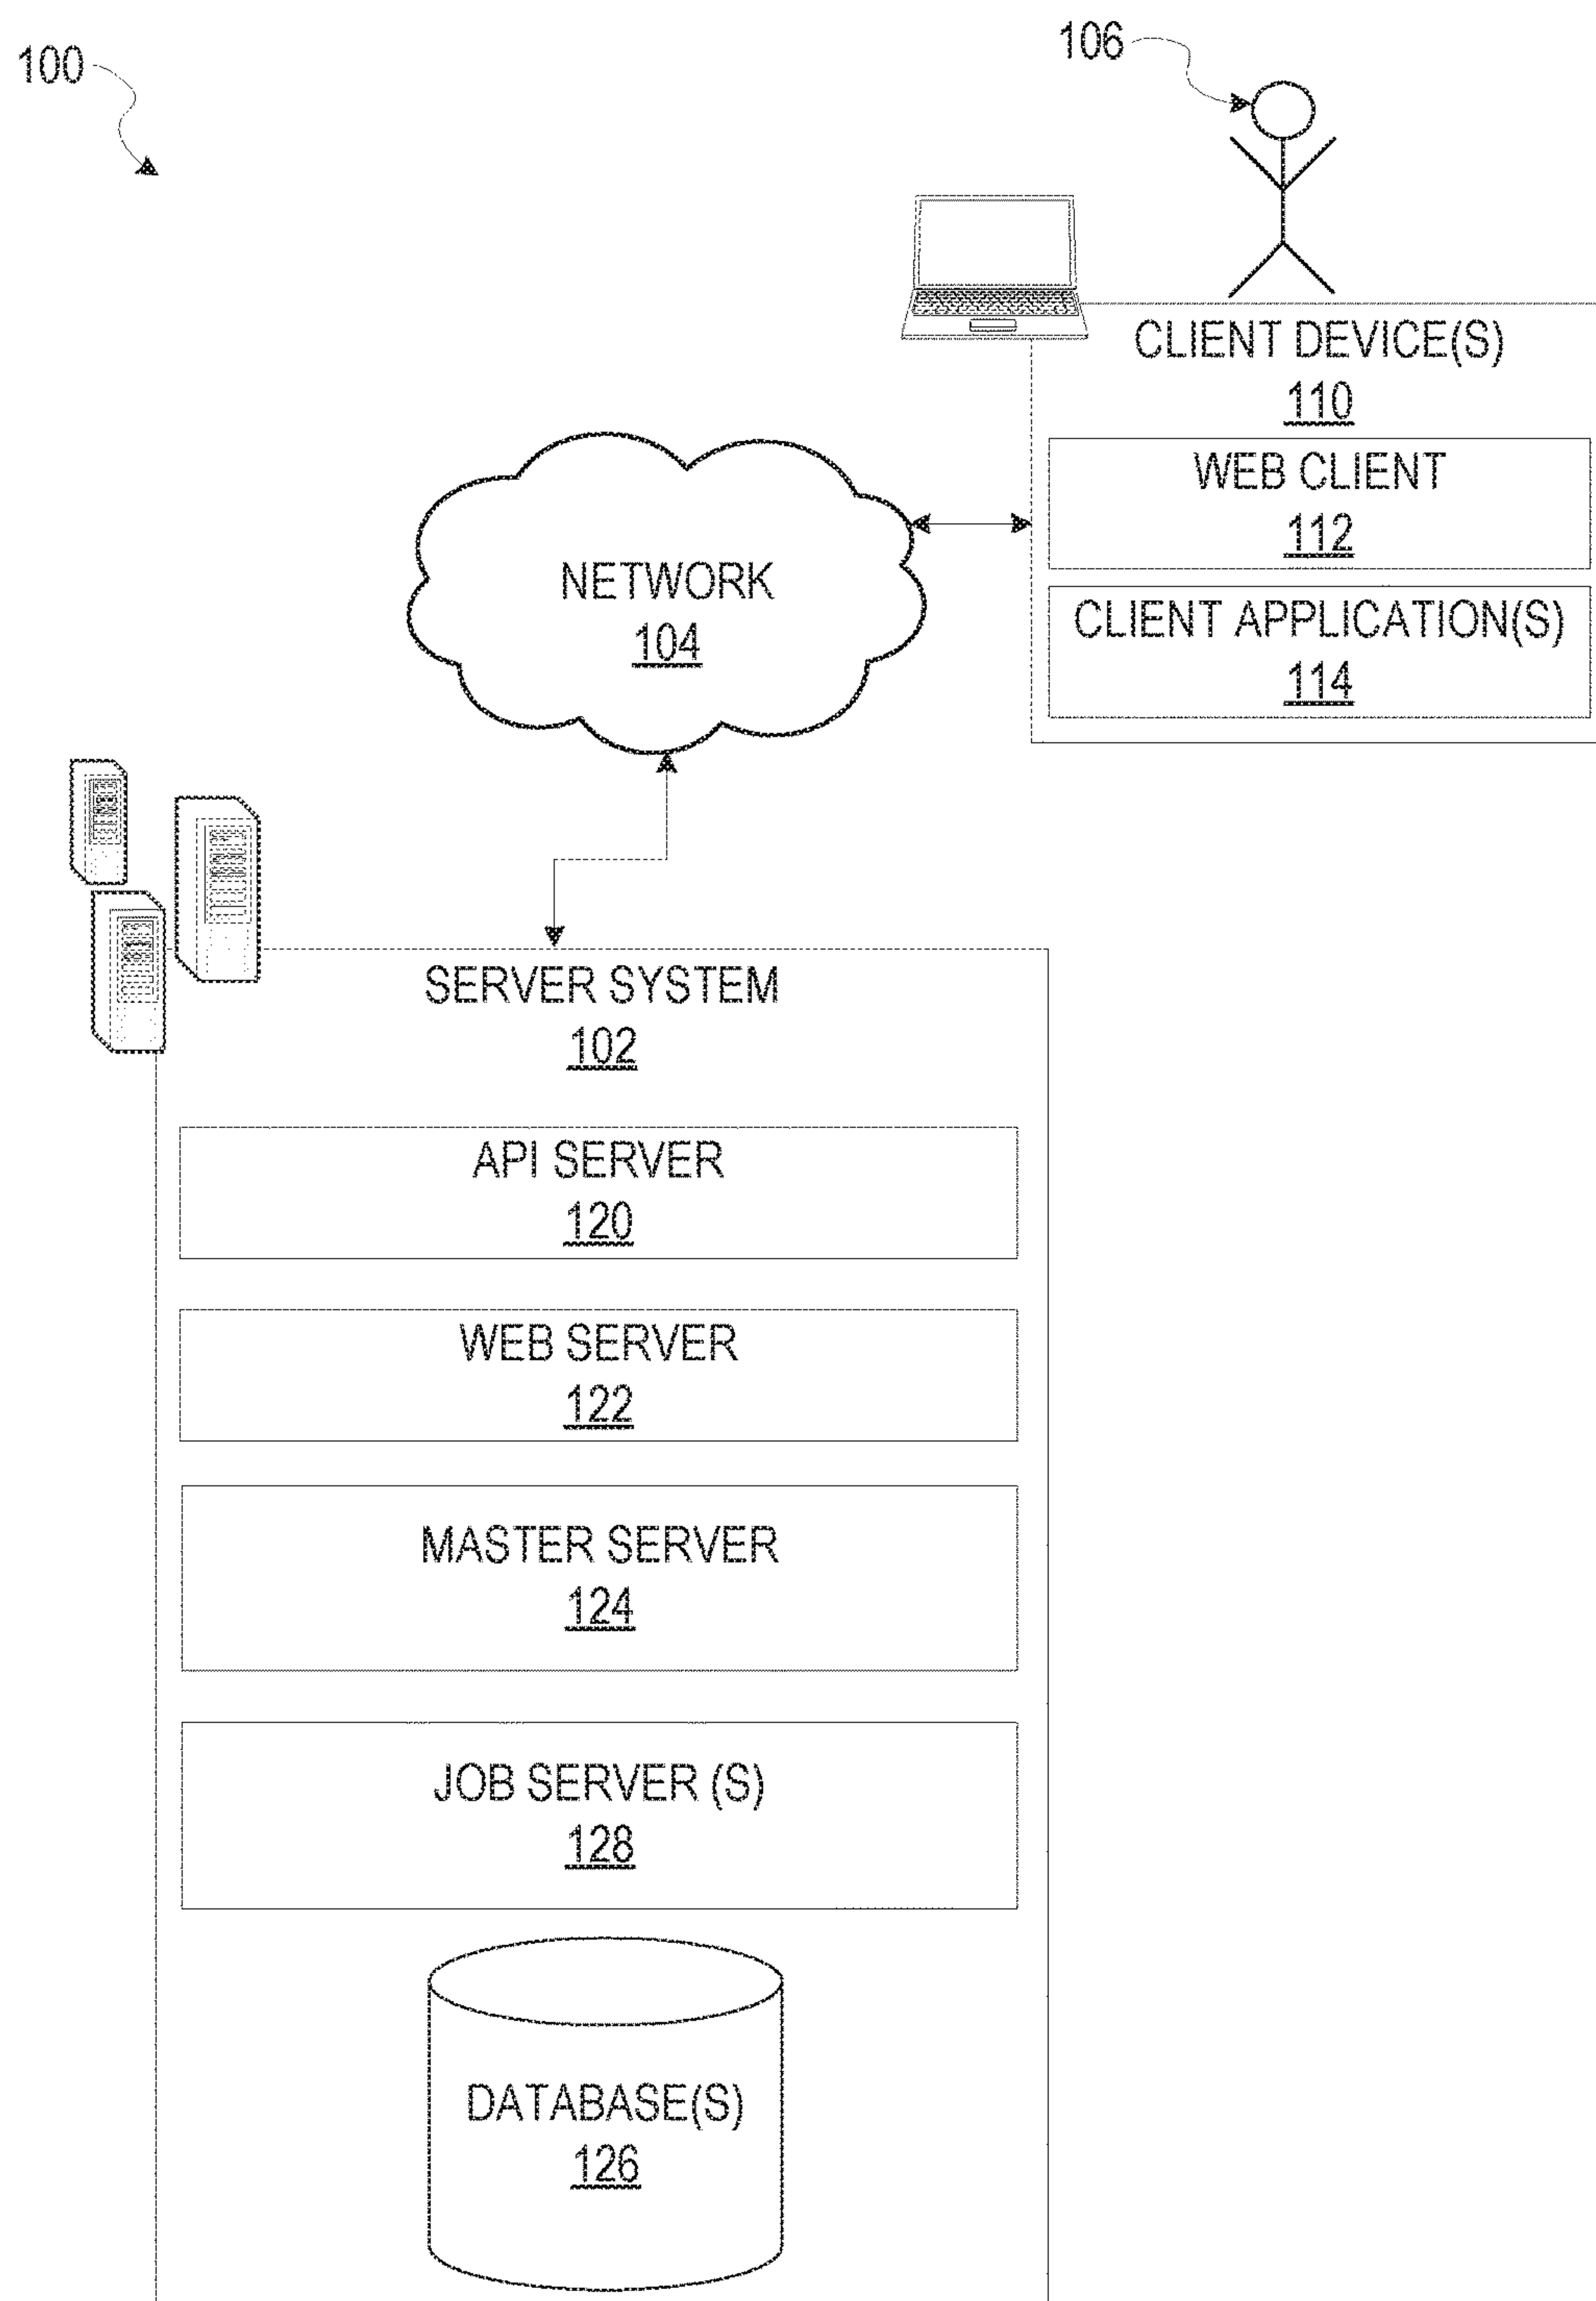 100
106
CLIENT DEVICE(S)
110
WEB CLIENT
112
CLIENT APPLICATION(S)
114
NETWORK
104
SERVER SYSTEM
102
API SERVER
120
WEB SERVER
122
MASTER SERVER
124
JOB SERVER (S)
128
DATABASE(S)
126